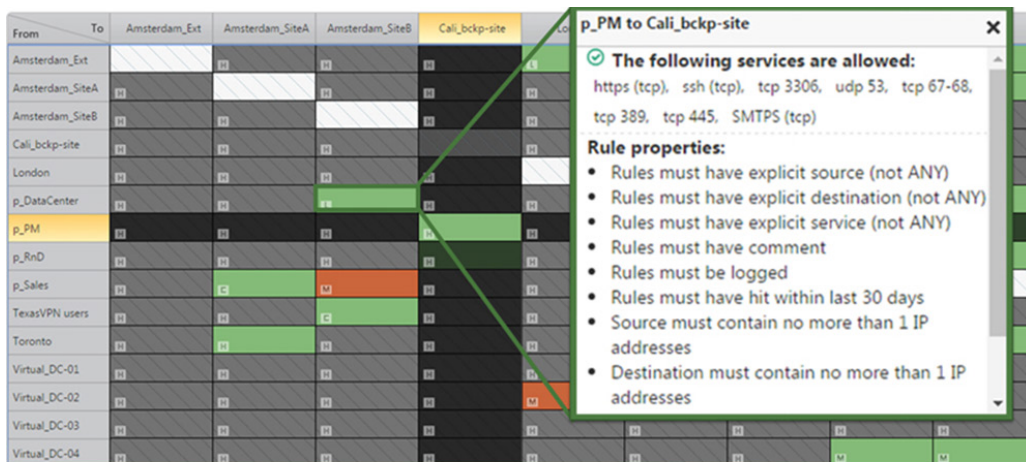 From To Amsterdam_Ext Amsterdam_SiteA Amsterdam_SiteB Cali_bckp-site
Amsterdam_Ext H H H
Amsterdam_SiteA H H H
Amsterdam_SiteB H H H
Cali_bckp-site H H H
London H H H
p_DataCenter H H H
p_PM H H H H
p_RnD H H H H
p_Sales H C M H
TexasVPN users H H C H
Toronto H H H
Virtual_DC-01 H H H H
Virtual_DC-02 H H H H M
Virtual_DC-03 H H H H H H H H H
Virtual_DC-04 H H H H H H H M M
p_PM to Cali_bckp-site
The following services are allowed:
https (tcp), ssh (tcp), tcp 3306, udp 53, tcp 67-68,
tcp 389, tcp 445, SMTPS (tcp)
Rule properties:
• Rules must have explicit source (not ANY)
• Rules must have explicit destination (not ANY)
• Rules must have explicit service (not ANY)
• Rules must have comment
• Rules must be logged
• Rules must have hit within last 30 days
• Source must contain no more than 1 IP
addresses
• Destination must contain no more than 1 IP
addresses